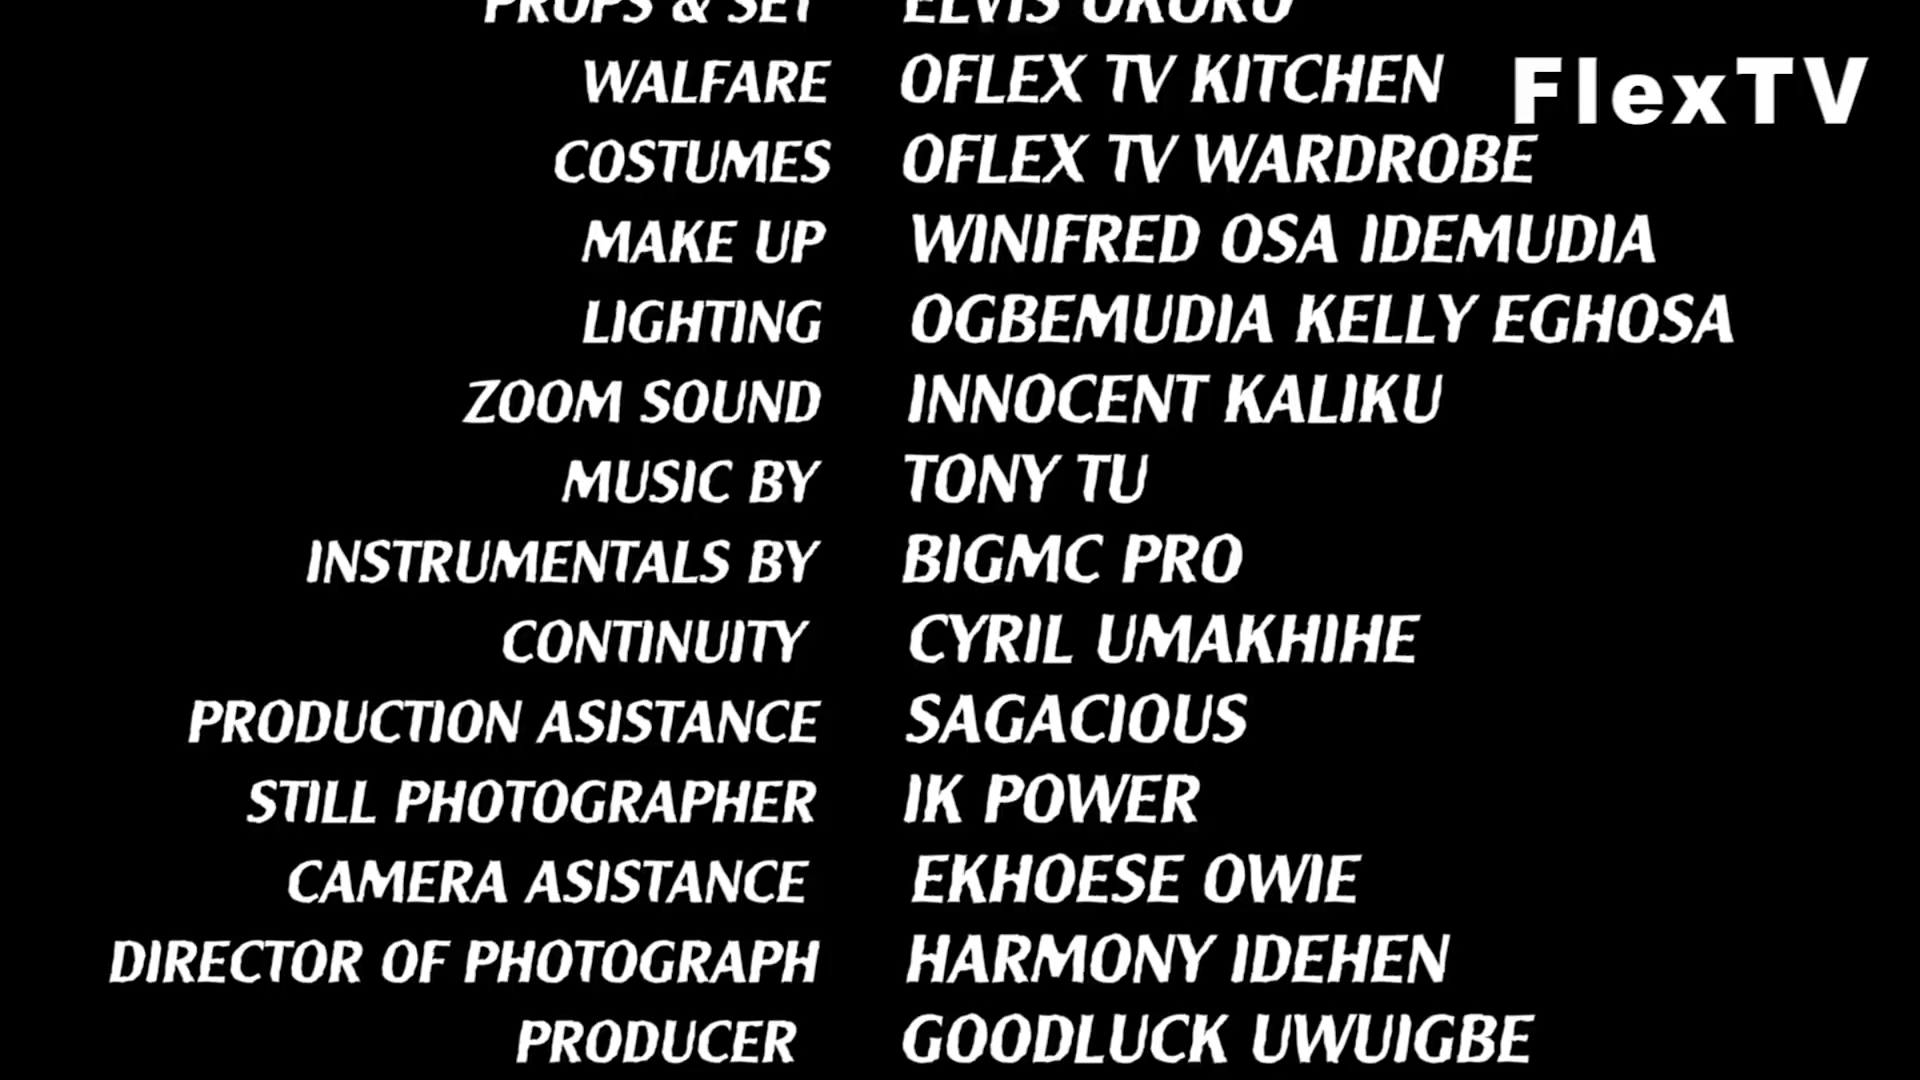 PROPS & SET ELVIS OKORO
WALFARE OFLEX TV KITCHEN
FlexTV
COSTUMES OFLEX TV WARDROBE
MAKE UP WINIFRED OSA IDEMUDIA
LIGHTING OGBEMUDIA KELLY EGHOSA
ZOOM SOUND INNOCENT KALIKU
MUSIC BY TONY TU
INSTRUMENTALS BY BIGMC PRO
CONTINUITY CYRIL UMAKHIHE
PRODUCTION ASISTANCE SAGACIOUS
STILL PHOTOGRAPHER IK POWER
CAMERA ASISTANCE EKHOESE OWIE
DIRECTOR OF PHOTOGRAPH HARMONY IDEHEN
PRODUCER GOODLUCK UWUIGBE